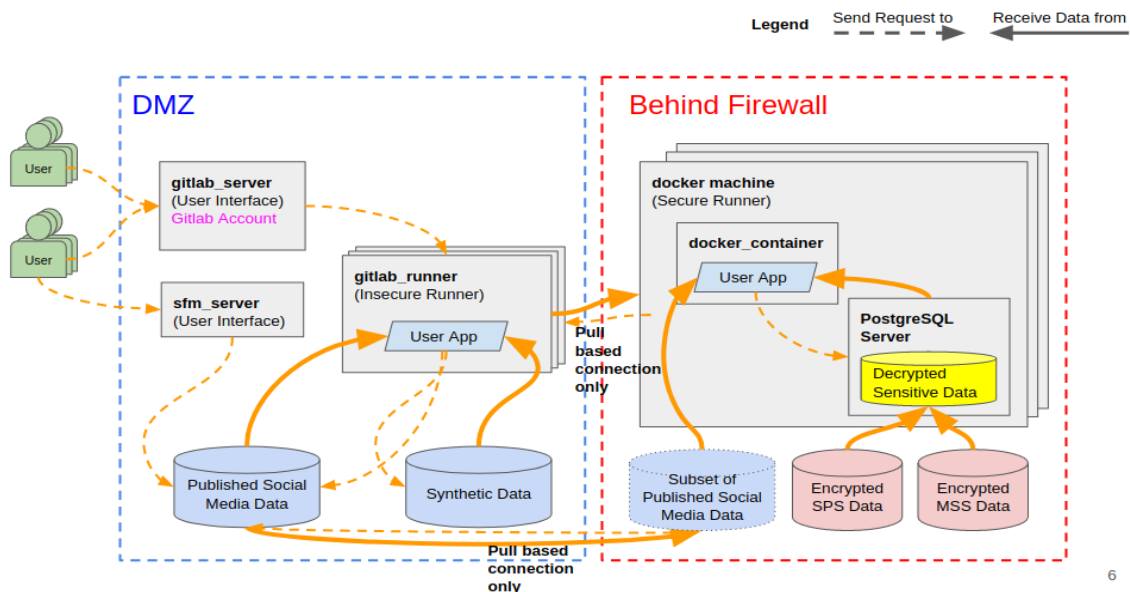 Legend
Send Request to
Receive Data from
DMZ
Behind Firewall
User
User
gitlab_server
(User Interface)
Gitlab Account
sfm_server
(User Interface)
gitlab_runner
(Insecure Runner)
User App
Published Social
Media Data
Synthetic Data
Pull
based
connection
only
Pull based
connection
only
docker machine
(Secure Runner)
docker_container
User App
PostgreSQL
Server
Decrypted
Sensitive Data
Subset of
Published Social
Media Data
Encrypted
SPS Data
Encrypted
MSS Data
6